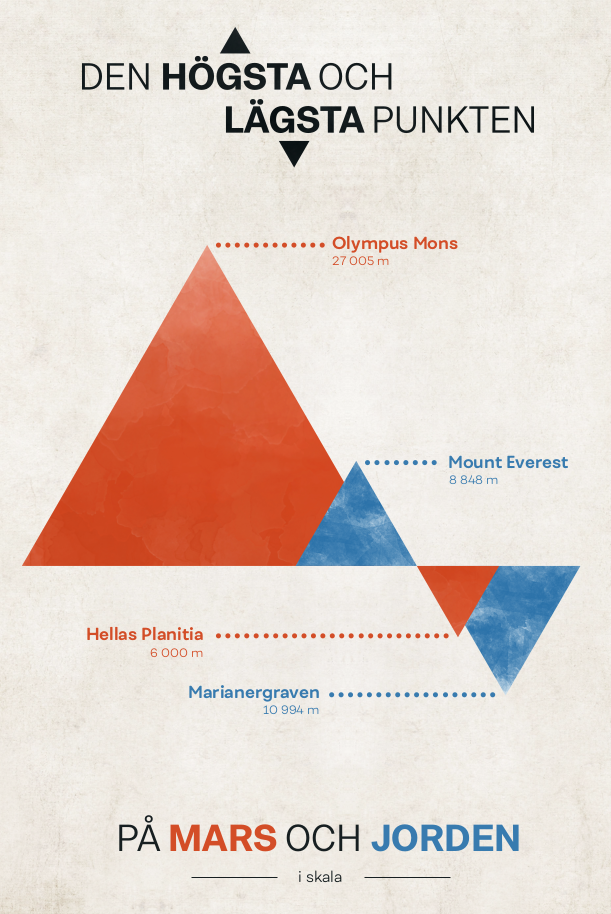 DEN HÖGSTA OCH
LÄGSTA PUNKTEN
Olympus Mons
27 005 m
Mount Everest
8 848 m
Hellas Planitia
6 000 m
Marianergraven
10 994 m
PÅ MARS OCH JORDEN
i skala